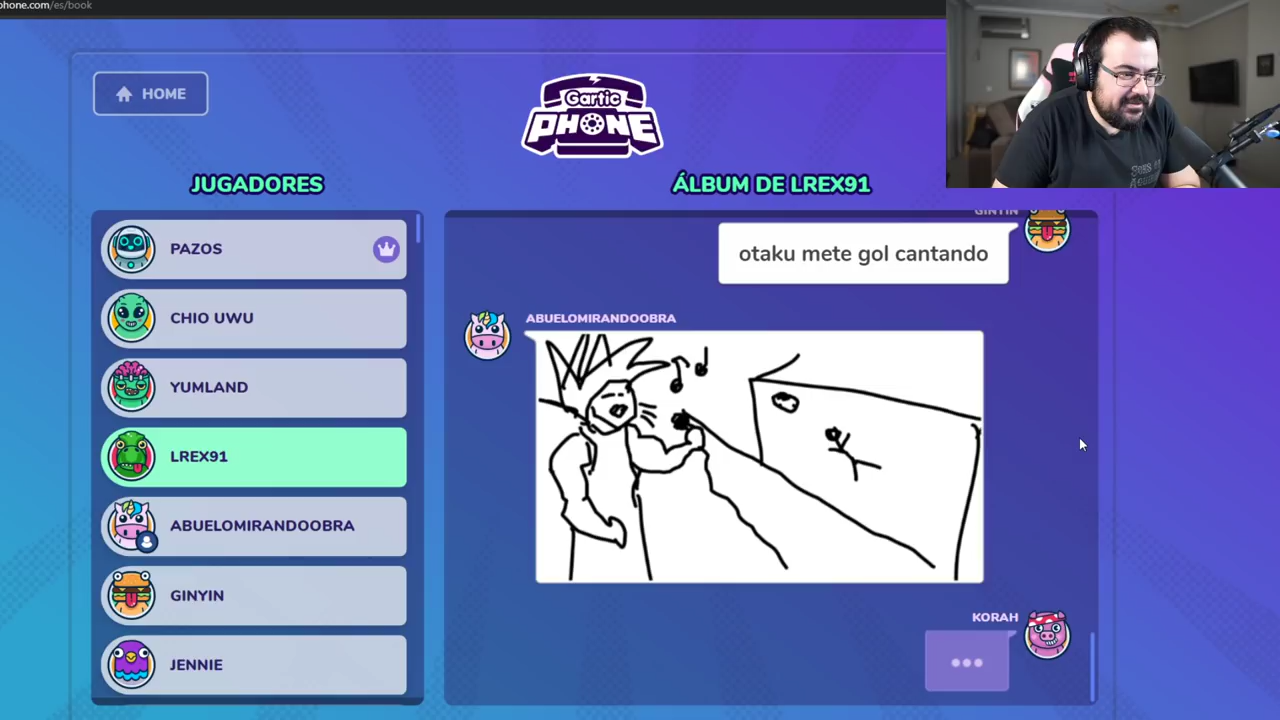 phone.com/es/book
HOME
Gartic
PHONE
JUGADORES
ÁLBUM DE LREX91
PAZOS
CHIO UWU
YUMLAND
LREX91
ABUELOMIRANDOOBRA
GINYIN
JENNIE
GINYIN
otaku mete gol cantando
ABUELOMIRANDOOBRA
KORAH
•••